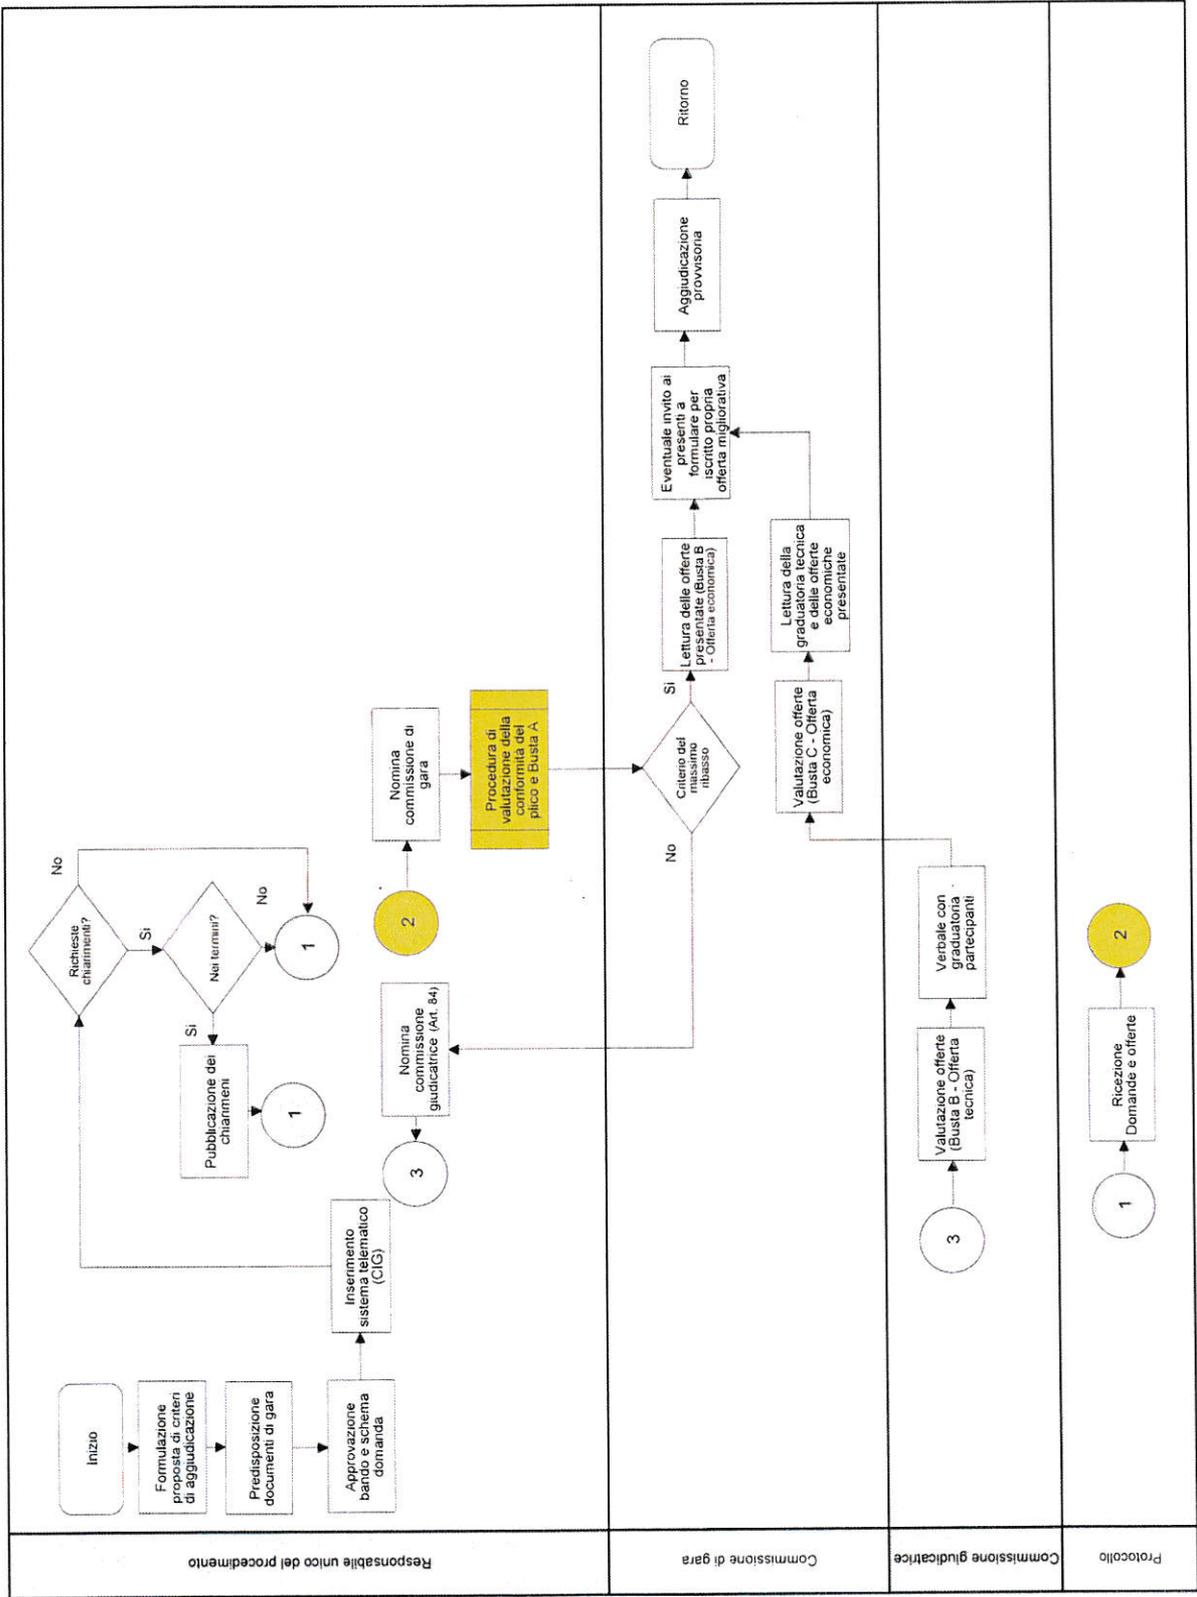 Responsabile unico del procedimento
Inizio
Formulazione
proposta di criteri
di aggiudicazione
Predisposizione
documenti di gara
Approvazione
bando e schema
domanda
Inserimento
sistema telematico
(CIG)
Richieste
chiarimenti?
No
Si
Nei termini?
No
Si
1
Pubblicazione dei
chiarimeni
1
2
Nomina
commissione di
gara
Procedura di
valutazione della
conformità del
plico e Busta A
Nomina
commissione
giudicatrice (Art. 84)
3
Commissione di gara
Criterio del
massimo
ribasso
No
Si
Lettura delle offerte
presentate (Busta B
- Offerta economica)
Eventuale invito ai
presenti a
formulare per
iscritto propria
offerta migliorativa
Aggiudicazione
provvisoria
Ritorno
Valutazione offerte
(Busta C - Offerta
economica)
Lettura della
graduatoria tecnica
e delle offerte
economiche
presentate
Commissione giudicatrice
3
Valutazione offerte
(Busta B - Offerta
tecnica)
Verbale con
graduatoria
partecipanti
Protocollo
1
Ricezione
Domande e offerte
2